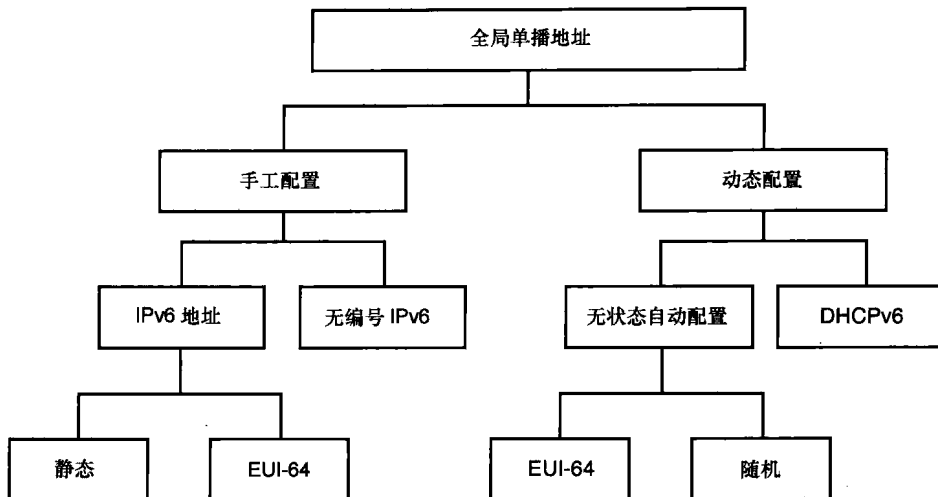 全局单播地址
手工配置
动态配置
IPv6 地址
无编号 IPv6
无状态自动配置
DHCPv6
静态
EUI-64
EUI-64
随机